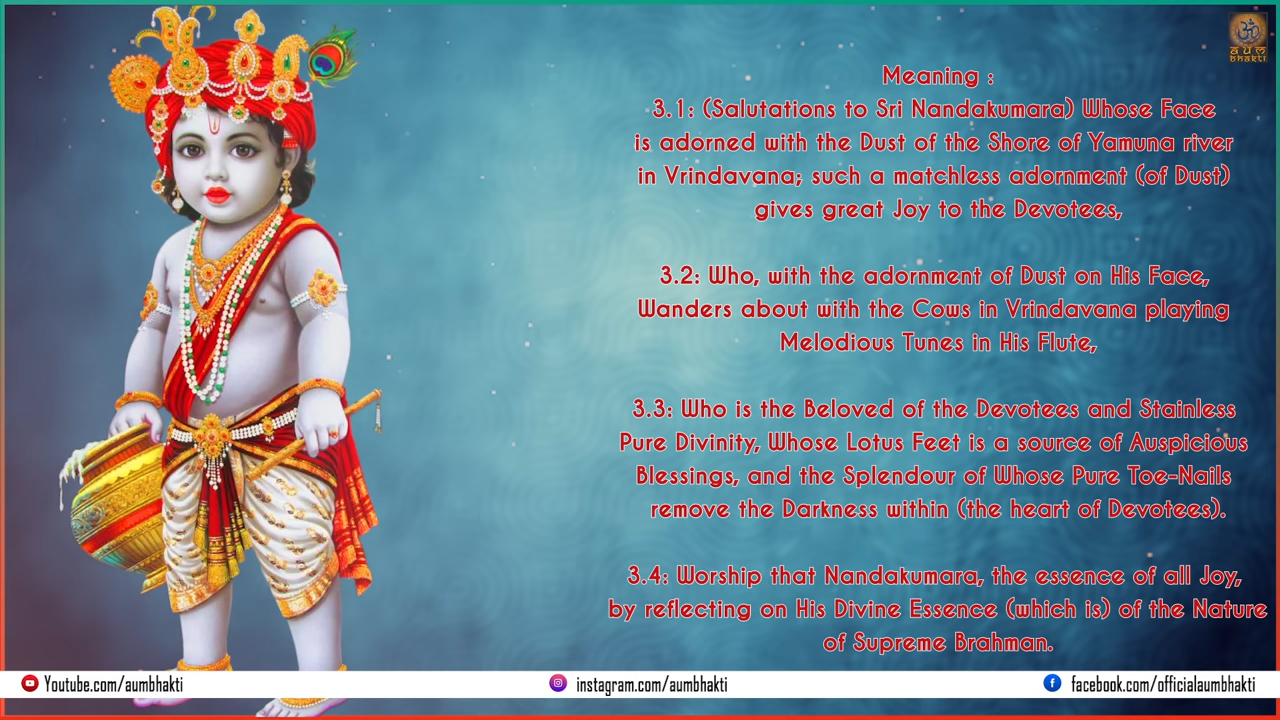 ॐ
aum
bhakti
Meaning :
3.1: (Salutations to Sri Nandakumara) Whose Face
is adorned with the Dust of the Shore of Yamuna river
in Vrindavana; such a matchless adornment (of Dust)
gives great Joy to the Devotees,
3.2: Who, with the adornment of Dust on His Face,
Wanders about with the Cows in Vrindavana playing
Melodious Tunes in His Flute,
3.3: Who is the Beloved of the Devotees and Stainless
Pure Divinity, Whose Lotus Feet is a source of Auspicious
Blessings, and the Splendour of Whose Pure Toe-Nails
remove the Darkness within (the heart of Devotees).
3.4: Worship that Nandakumara, the essence of all Joy,
by reflecting on His Divine Essence (which is) of the Nature
of Supreme Brahman.
Youtube.com/aumbhakti
instagram.com/aumbhakti
facebook.com/officialaumbhakti